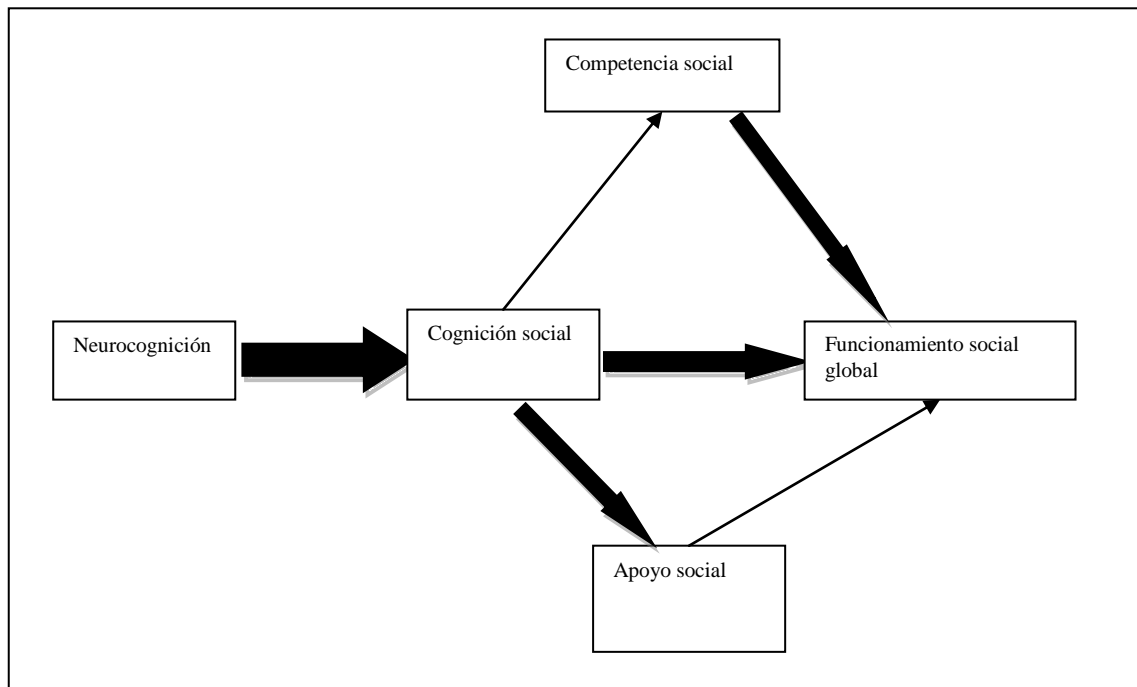 Competencia social
Neurocognición
Cognición social
Funcionamiento social
global
Apoyo social